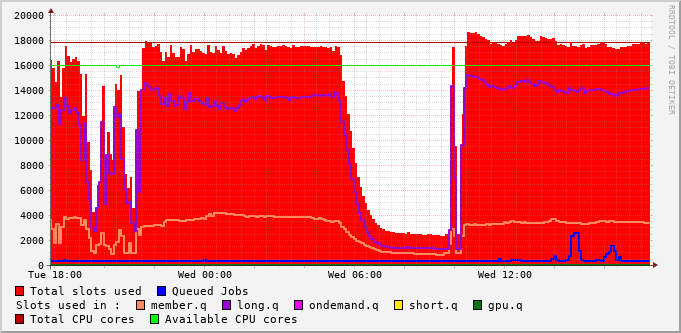 RRDTOOL / TOBI OETIKER
20000
18000
16000
14000
12000
10000
8000
6000
4000
2000
0
Tue 18:00 Wed 00:00 Wed 06:00 Wed 12:00
Total slots used Queued Jobs
Slots used in : member.q long.q ondemand.q short.q gpu.q
Total CPU cores Available CPU cores